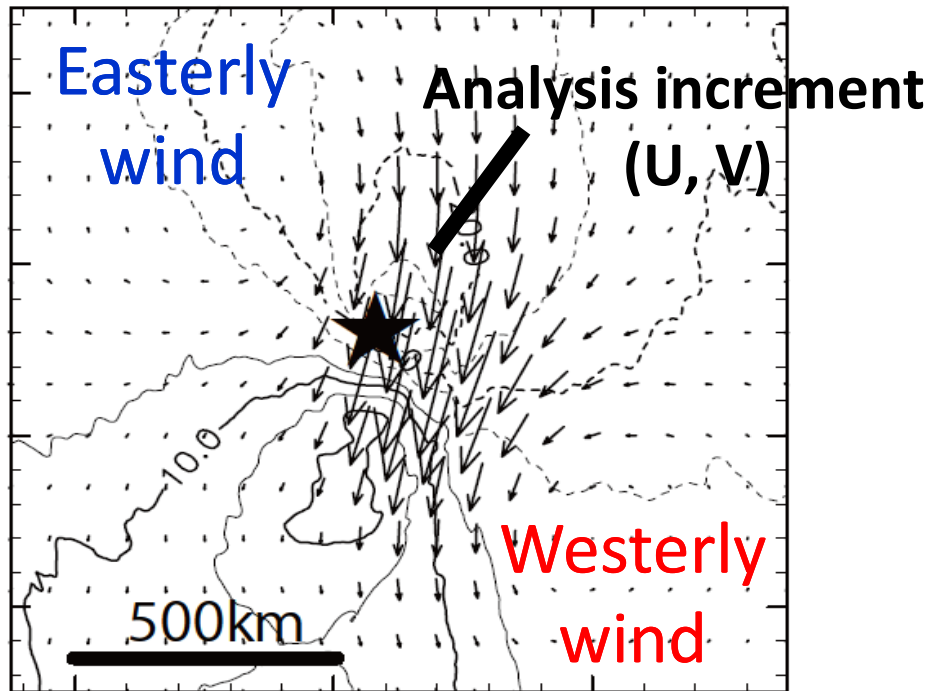 Easterly
wind
Analysis increment
(U, V)
10.0
Westerly
wind
500km